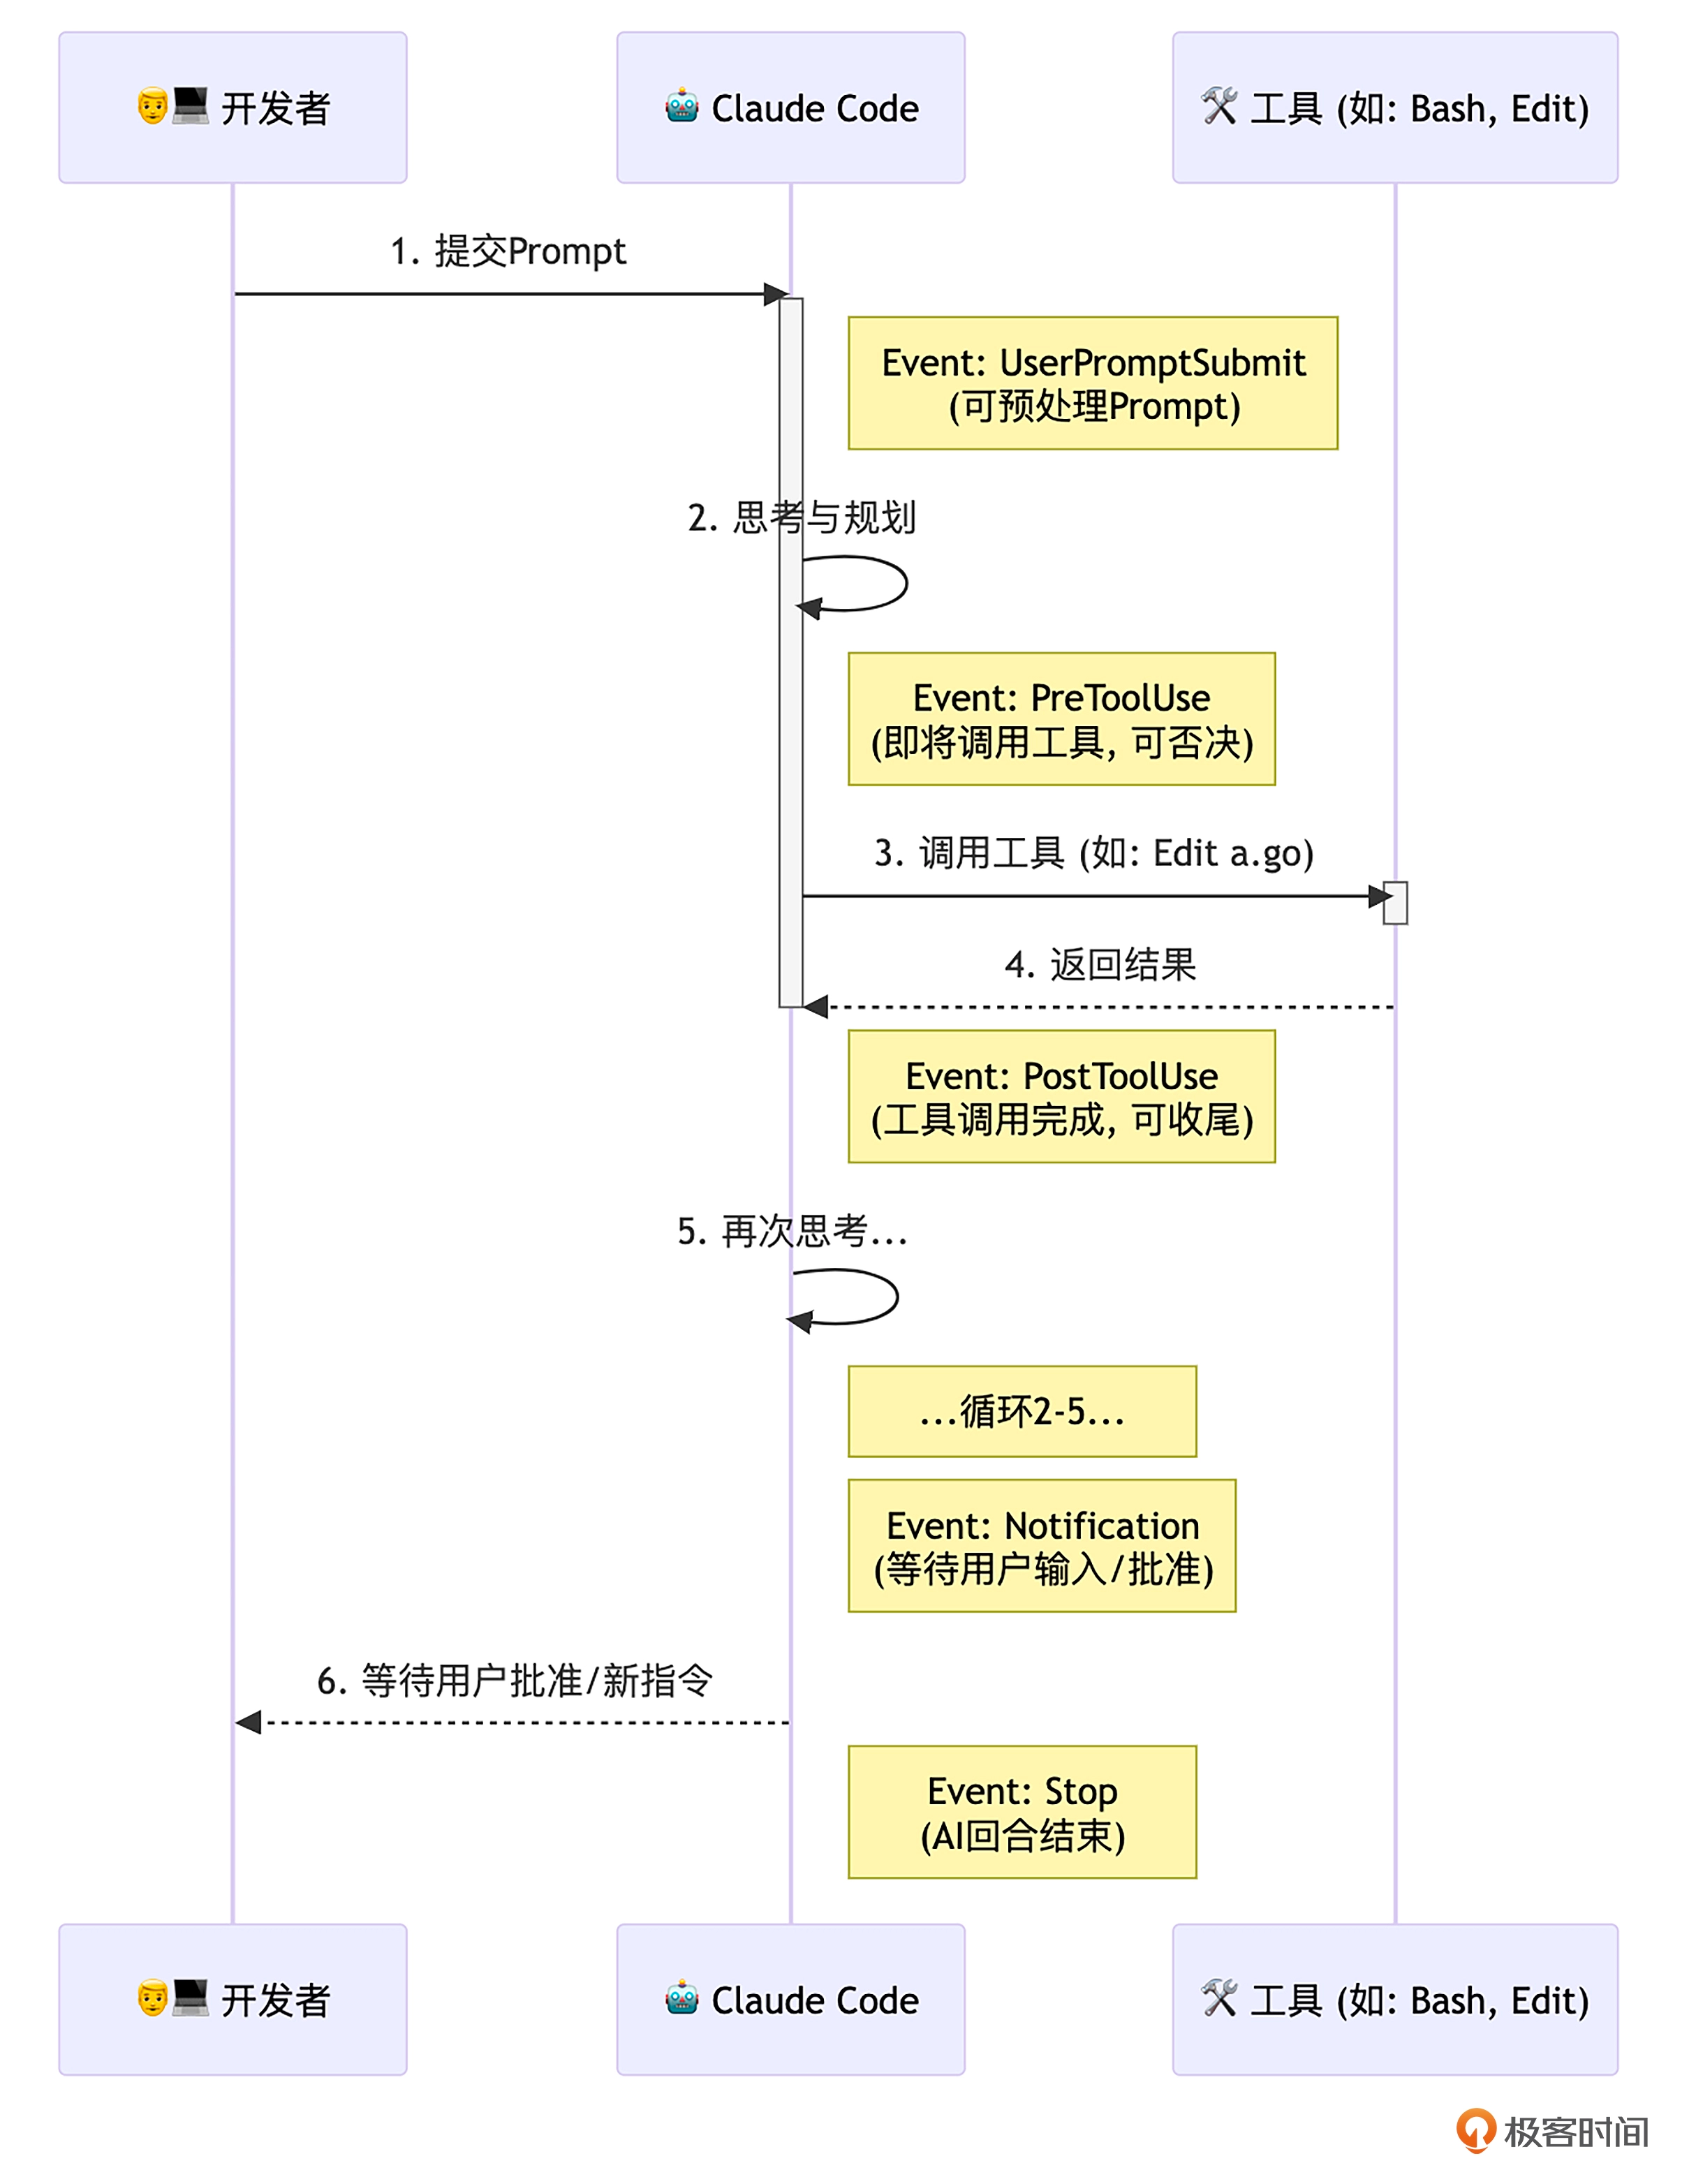 开发者
Claude Code
工具 (如: Bash, Edit)
1. 提交Prompt
Event: UserPromptSubmit
(可预处理Prompt)
2. 思考与规划
Event: PreToolUse
(即将调用工具, 可否决)
3. 调用工具 (如: Edit a.go)
4. 返回结果
Event: PostToolUse
(工具调用完成, 可收尾)
5. 再次思考...
...循环2-5...
Event: Notification
(等待用户输入/批准)
6. 等待用户批准/新指令
Event: Stop
(AI回合结束)
开发者
Claude Code
工具 (如: Bash, Edit)
极客时间